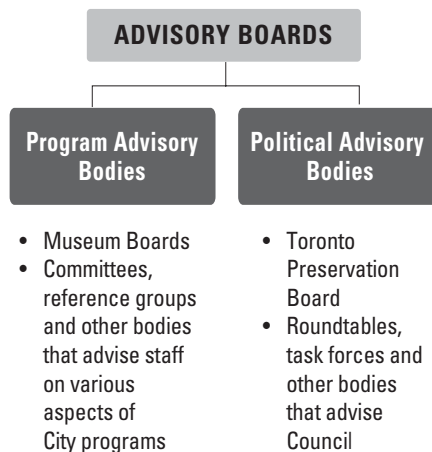 ADVISORY BOARDS
Program Advisory
Bodies
• Museum Boards
• Committees,
reference groups
and other bodies
that advise staff
on various
aspects of
City programs
Political Advisory
Bodies
• Toronto
Preservation
Board
• Roundtables,
task forces and
other bodies
that advise
Council